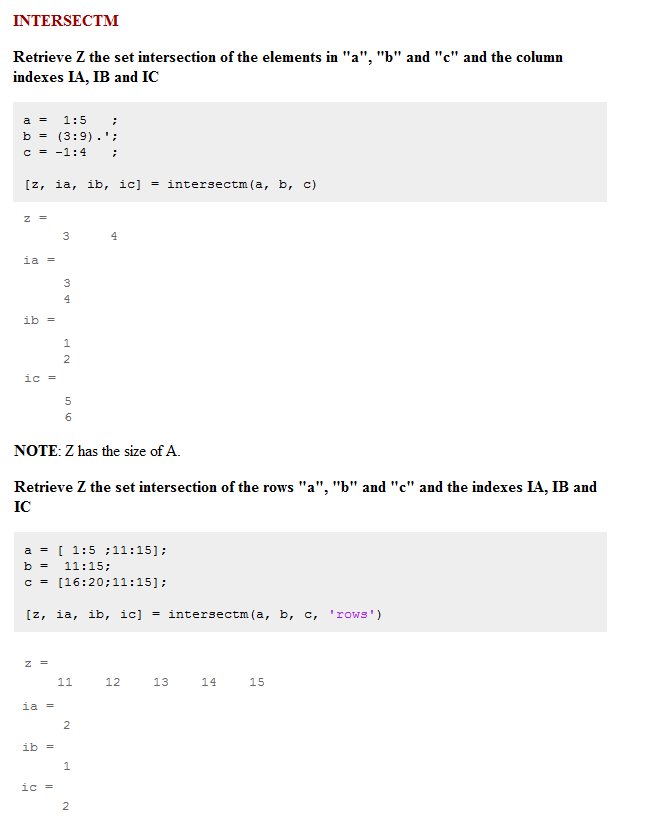 INTERSECTM
Retrieve Z the set intersection of the elements in "a", "b" and "c" and the column
indexes IA, IB and IC
a =  1:5   ;
b = (3:9).';
c = -1:4   ;
[z, ia, ib, ic] = intersectm(a, b, c)
z =
3     4
ia =
3
4
ib =
1
2
ic =
5
6
NOTE: Z has the size of A.
Retrieve Z the set intersection of the rows "a", "b" and "c" and the indexes IA, IB and
IC
a = [ 1:5 ;11:15];
b =  11:15;
c = [16:20;11:15];
[z, ia, ib, ic] = intersectm(a, b, c, 'rows')
z =
11    12    13    14    15
ia =
2
ib =
1
ic =
2